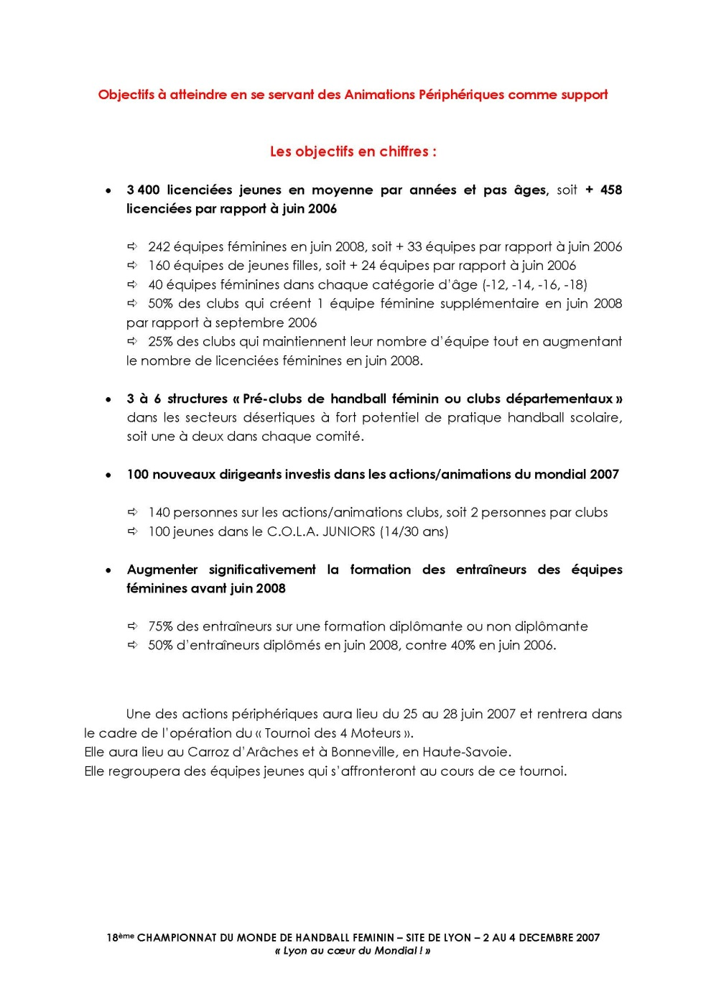 Objectifs à atteindre en se servant des Animations Périphériques comme support
Les objectifs en chiffres :
• 3 400 licenciées jeunes en moyenne par années et pas âges, soit + 458
licenciées par rapport à juin 2006
⇨ 242 équipes féminines en juin 2008, soit + 33 équipes par rapport à juin 2006
⇨ 160 équipes de jeunes filles, soit + 24 équipes par rapport à juin 2006
⇨ 40 équipes féminines dans chaque catégorie d'âge (-12, -14, -16, -18)
⇨ 50% des clubs qui créent 1 équipe féminine supplémentaire en juin 2008
par rapport à septembre 2006
⇨ 25% des clubs qui maintiennent leur nombre d'équipe tout en augmentant
le nombre de licenciées féminines en juin 2008.
• 3 à 6 structures « Pré-clubs de handball féminin ou clubs départementaux »
dans les secteurs désertiques à fort potentiel de pratique handball scolaire,
soit une à deux dans chaque comité.
• 100 nouveaux dirigeants investis dans les actions/animations du mondial 2007
⇨ 140 personnes sur les actions/animations clubs, soit 2 personnes par clubs
⇨ 100 jeunes dans le C.O.L.A. JUNIORS (14/30 ans)
• Augmenter significativement la formation des entraîneurs des équipes
féminines avant juin 2008
⇨ 75% des entraîneurs sur une formation diplômante ou non diplômante
⇨ 50% d'entraîneurs diplômés en juin 2008, contre 40% en juin 2006.
Une des actions périphériques aura lieu du 25 au 28 juin 2007 et rentrera dans
le cadre de l'opération du « Tournoi des 4 Moteurs ».
Elle aura lieu au Carroz d'Arâches et à Bonneville, en Haute-Savoie.
Elle regroupera des équipes jeunes qui s'affronteront au cours de ce tournoi.
18ème CHAMPIONNAT DU MONDE DE HANDBALL FEMININ – SITE DE LYON – 2 AU 4 DECEMBRE 2007
« Lyon au cœur du Mondial ! »